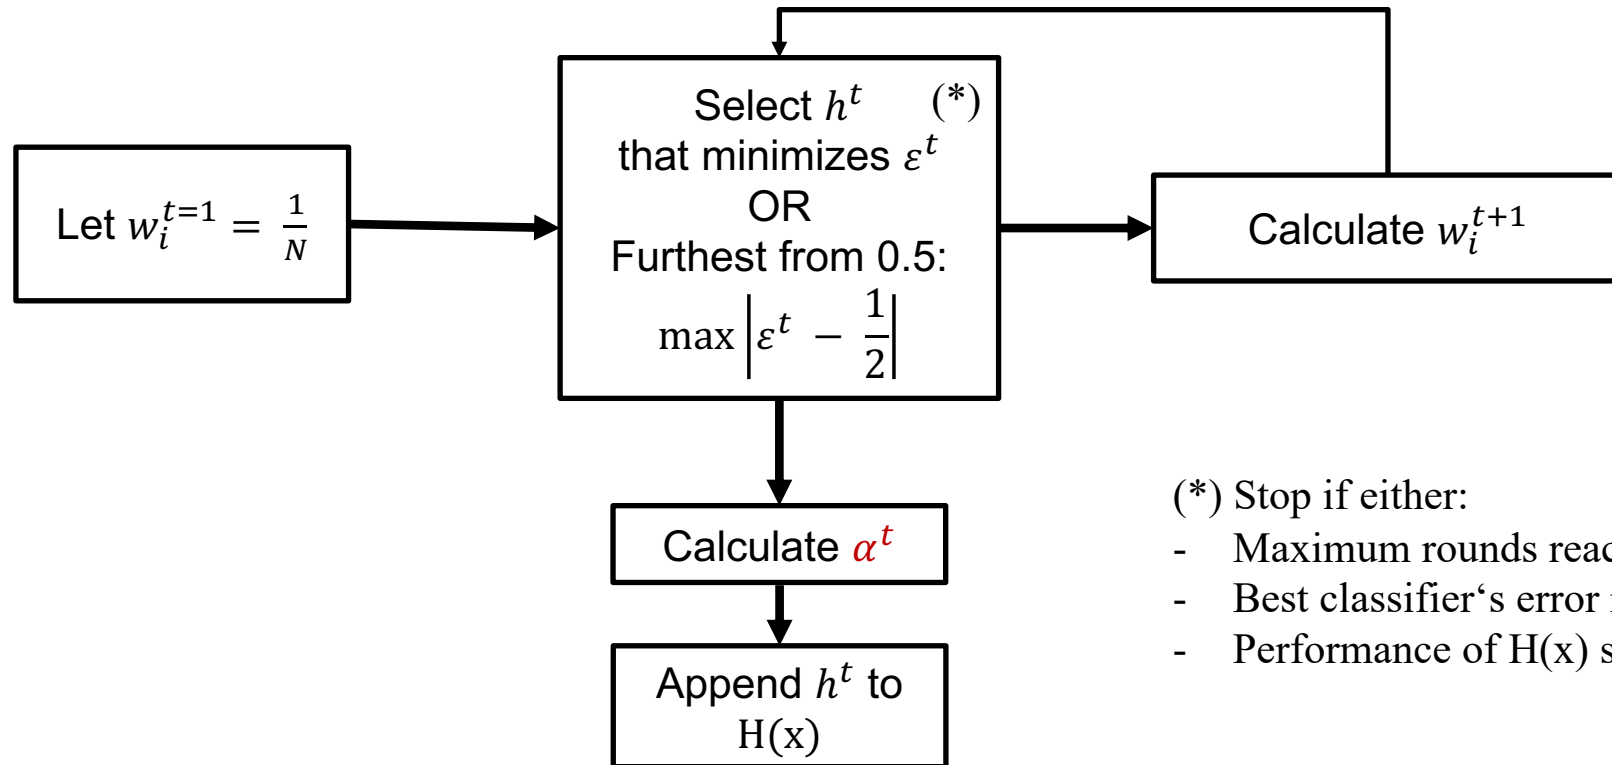 Let w_i^{t=1} = 1/N
Select h^t (*)
that minimizes ε^t
OR
Furthest from 0.5:
max |ε^t − 1/2|
Calculate w_i^{t+1}
Calculate α^t
Append h^t to
H(x)
(*) Stop if either:
- Maximum rounds
- Best classifier‘s error
- Performance of H(x)